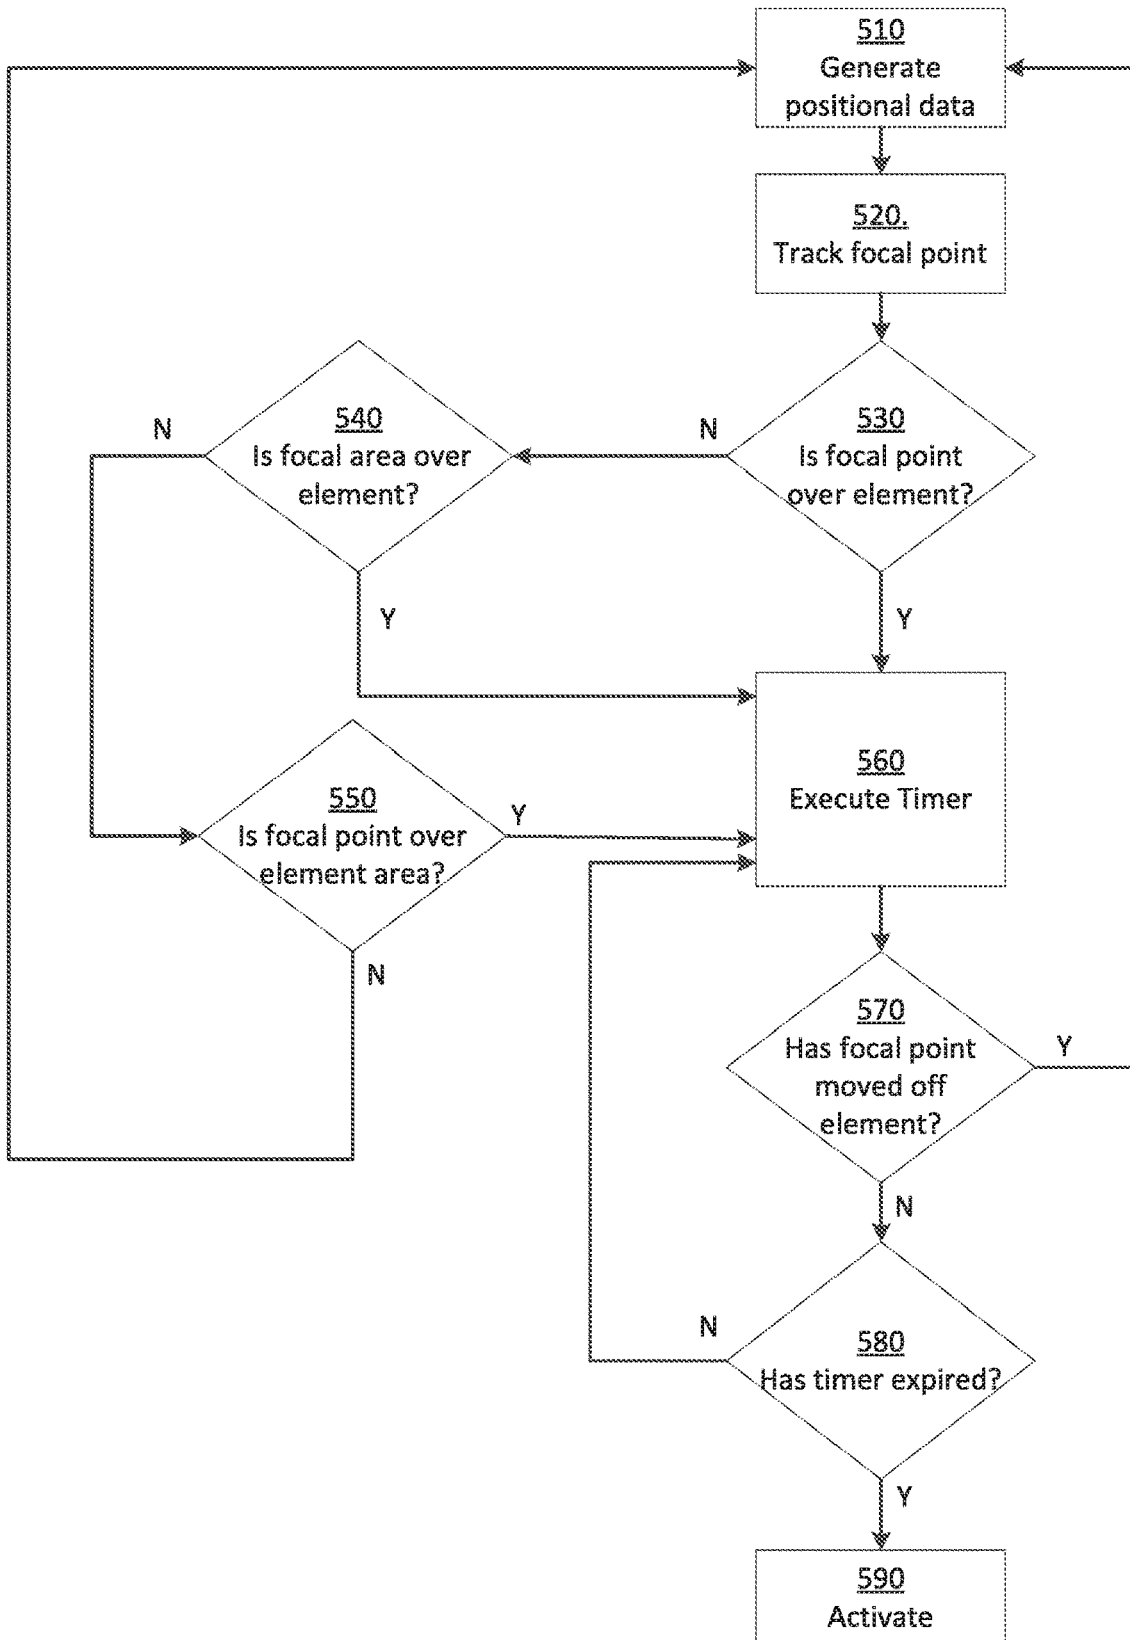 510
Generate
positional data
520.
Track focal point
N
540
Is focal area over
element?
N
530
Is focal point
over element?
Y
Y
560
Execute Timer
550
Is focal point over
element area?
Y
N
570
Has focal point
moved off
element?
Y
N
N
580
Has timer expired?
Y
590
Activate